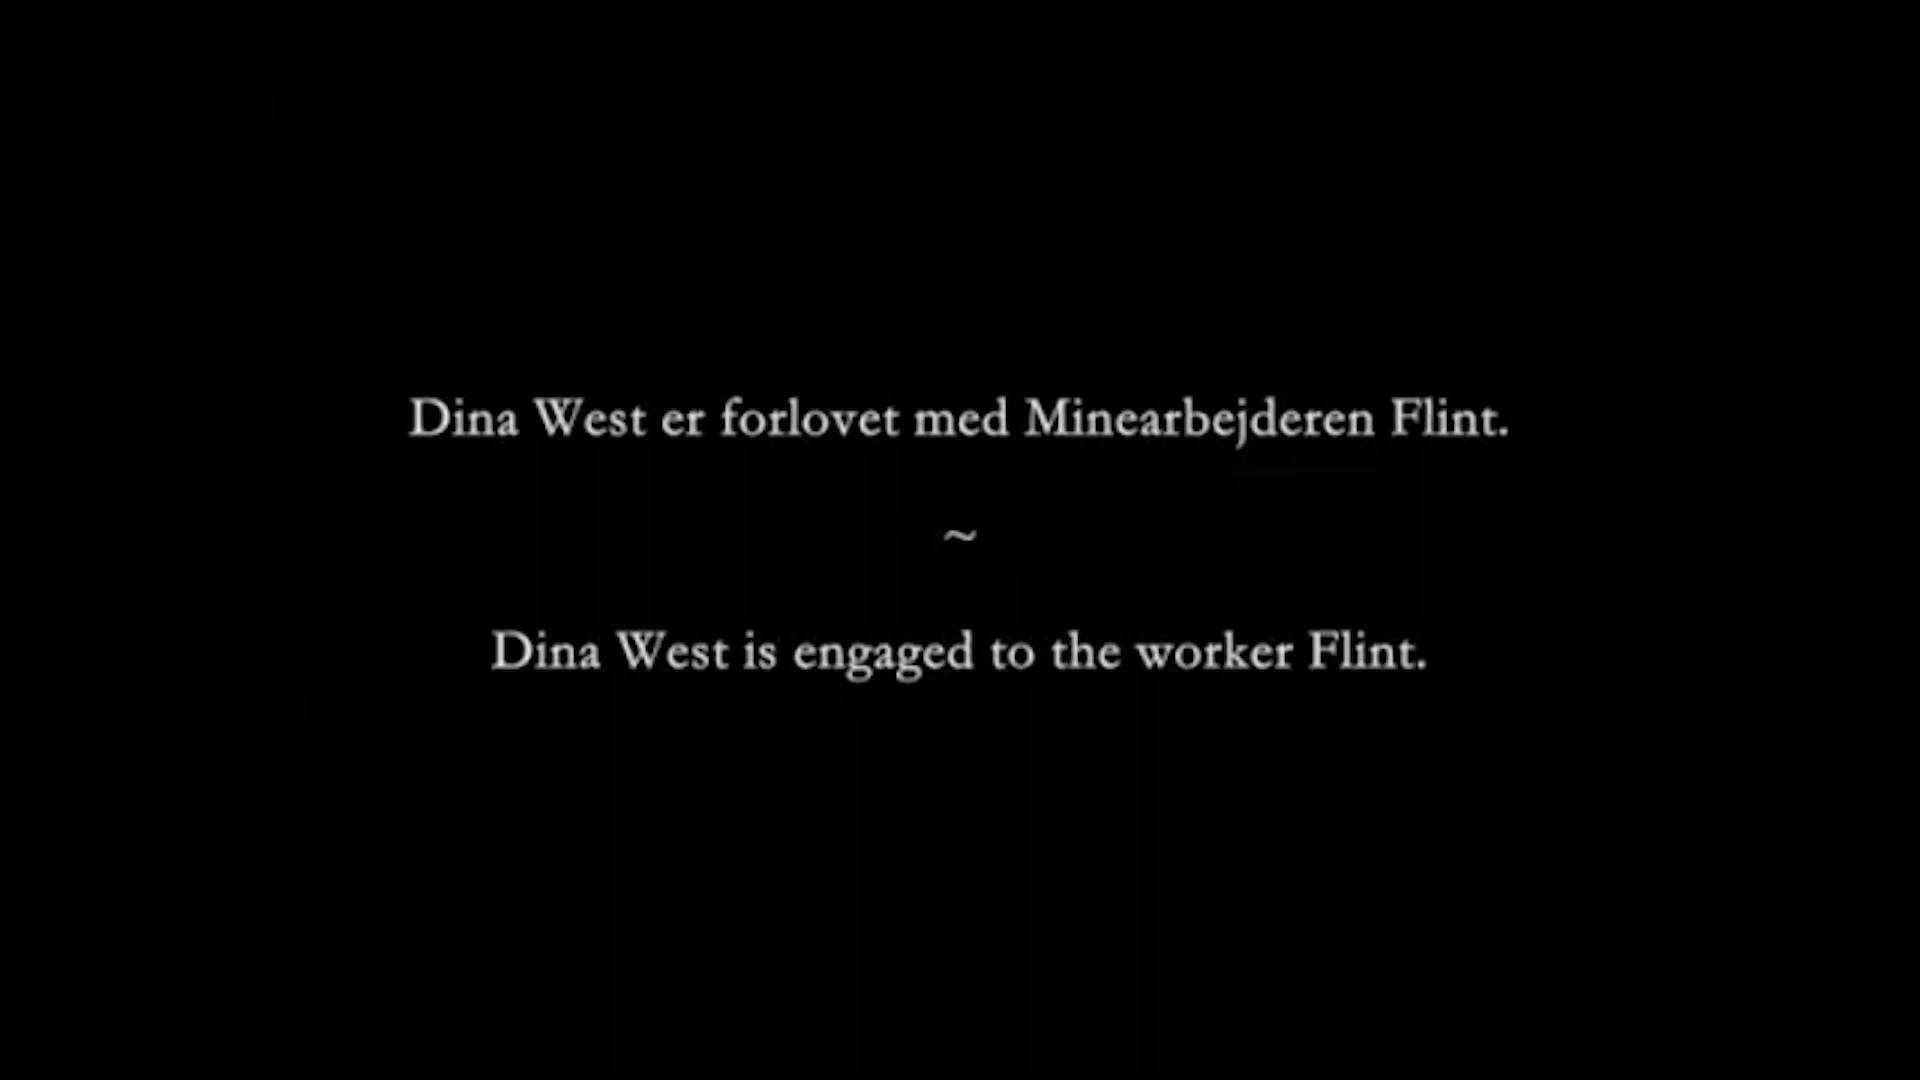 Dina West er forlovet med Minearbejderen Flint.
~
Dina West is engaged to the worker Flint.